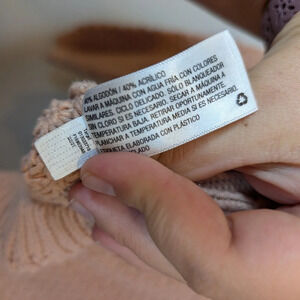 ALGODÓN / 40% ACRÍLICO
LAVAR A MÁQUINA CON AGUA FRÍA CON COLORES
SIMILARES. CICLO DELICADO. SÓLO BLANQUEADOR
SIN CLORO SI ES NECESARIO. SECAR A MÁQUINA A
TEMPERATURA BAJA. RETIRAR OPORTUNAMENTE.
PLANCHAR A TEMPERATURA MEDIA SI ES NECESARIO.
ETIQUETA ELABORADA CON PLÁSTICO